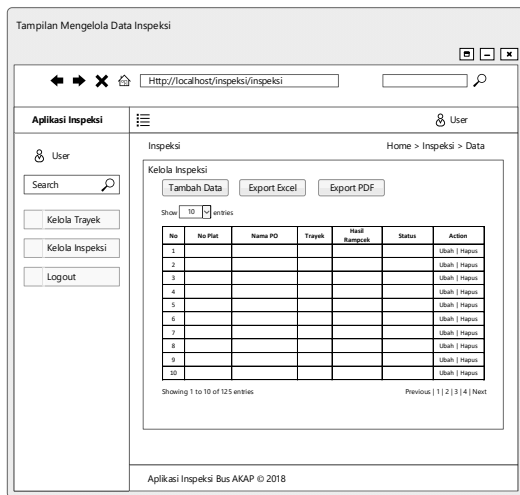 Tampilan Mengelola Data Inspeksi
Http://localhost/inspeksi/inspeksi
Aplikasi Inspeksi
User
User
Search
Kelola Trayek
Kelola Inspeksi
Logout
Inspeksi
Home > Inspeksi > Data
Kelola Inspeksi
Tambah Data Export Excel Export PDF
Show 10 entries
No No Plat Nama PO Trayek Hasil Rampcek Status Action
1 Ubah | Hapus
2 Ubah | Hapus
3 Ubah | Hapus
4 Ubah | Hapus
5 Ubah | Hapus
6 Ubah | Hapus
7 Ubah | Hapus
8 Ubah | Hapus
9 Ubah | Hapus
10 Ubah | Hapus
Showing 1 to 10 of 125 entries Previous | 1 | 2 | 3 | 4 | Next
Aplikasi Inspeksi Bus AKAP © 2018